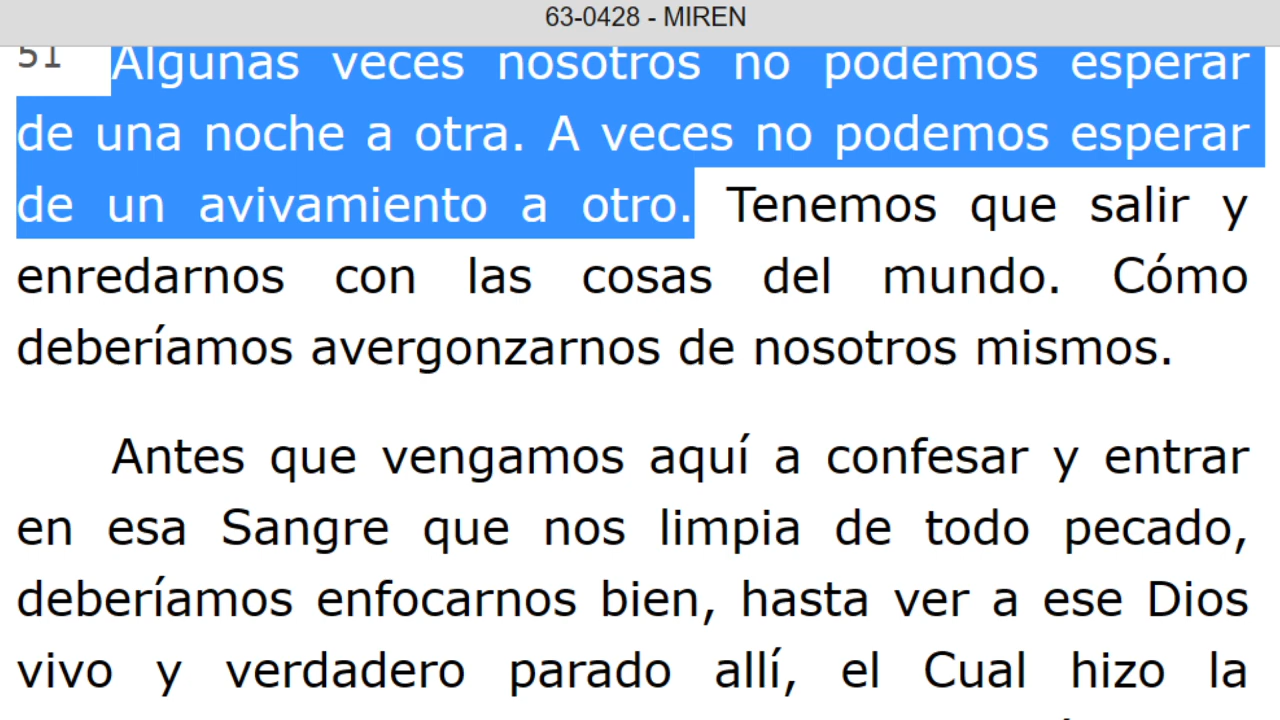 63-0428 - MIREN
51 Algunas veces nosotros no podemos esperar
de una noche a otra. A veces no podemos esperar
de un avivamiento a otro. Tenemos que salir y
enredarnos con las cosas del mundo. Cómo
deberíamos avergonzarnos de nosotros mismos.
Antes que vengamos aquí a confesar y entrar
en esa Sangre que nos limpia de todo pecado,
deberíamos enfocarnos bien, hasta ver a ese Dios
vivo y verdadero parado allí, el Cual hizo la